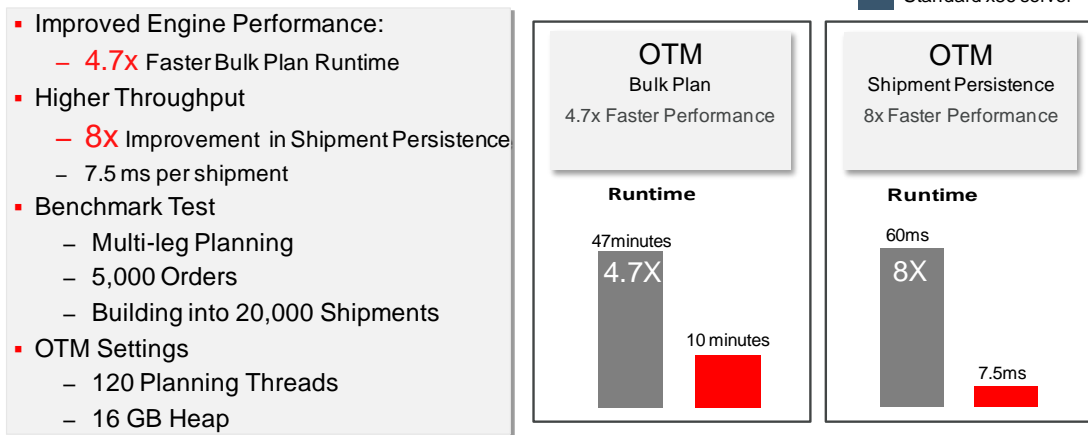 Standard x86 server
▪ Improved Engine Performance:
– 4.7x Faster Bulk Plan Runtime
▪ Higher Throughput
– 8x Improvement in Shipment Persistence
– 7.5 ms per shipment
▪ Benchmark Test
– Multi-leg Planning
– 5,000 Orders
– Building into 20,000 Shipments
▪ OTM Settings
– 120 Planning Threads
– 16 GB Heap
OTM
Bulk Plan
4.7x Faster Performance
Runtime
47minutes
4.7X
10 minutes
OTM
Shipment Persistence
8x Faster Performance
Runtime
60ms
8X
7.5ms